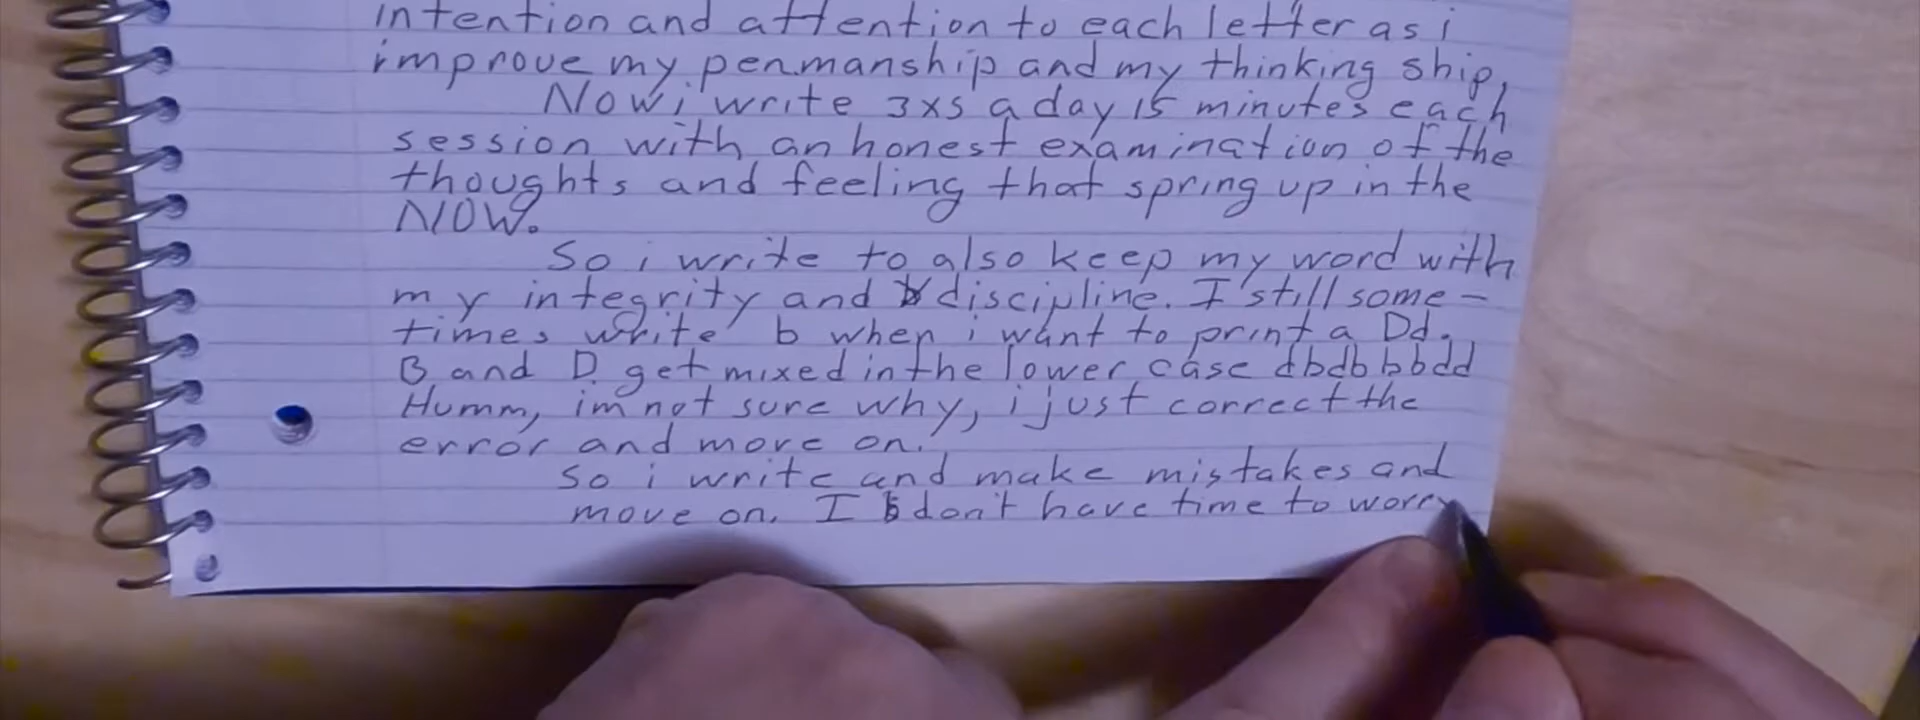 intention and attention to each letter as i
improve my penmanship and my thinking ship,
Now i write 3xs a day 15 minutes each
session with an honest examination of the
thoughts and feeling that spring up in the
NOW.
So i write to also keep my word with
my integrity and discipline. I still some-
times write b when i want to print a Dd.
B and D get mixed in the lower case dbdb bbdd
Humm, im not sure why, i just correct the
error and move on.
So i write and make mistakes and
move on. I don't have time to worry